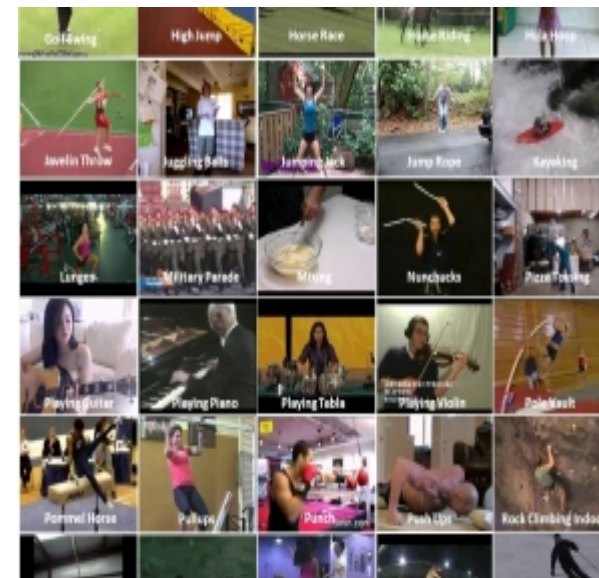 Golf Swing
High Jump
Horse Race
Horse Riding
Hula Hoop
Javelin Throw
Juggling Balls
Jumping Jack
Jump Rope
Kayaking
Lunges
Military Parade
Mixing
Nunchucks
Pizza Tossing
Playing Guitar
Playing Piano
Playing Tabla
Playing Violin
Pole Vault
Pommel Horse
Pullups
Punch
Push Ups
Rock Climbing Indoo